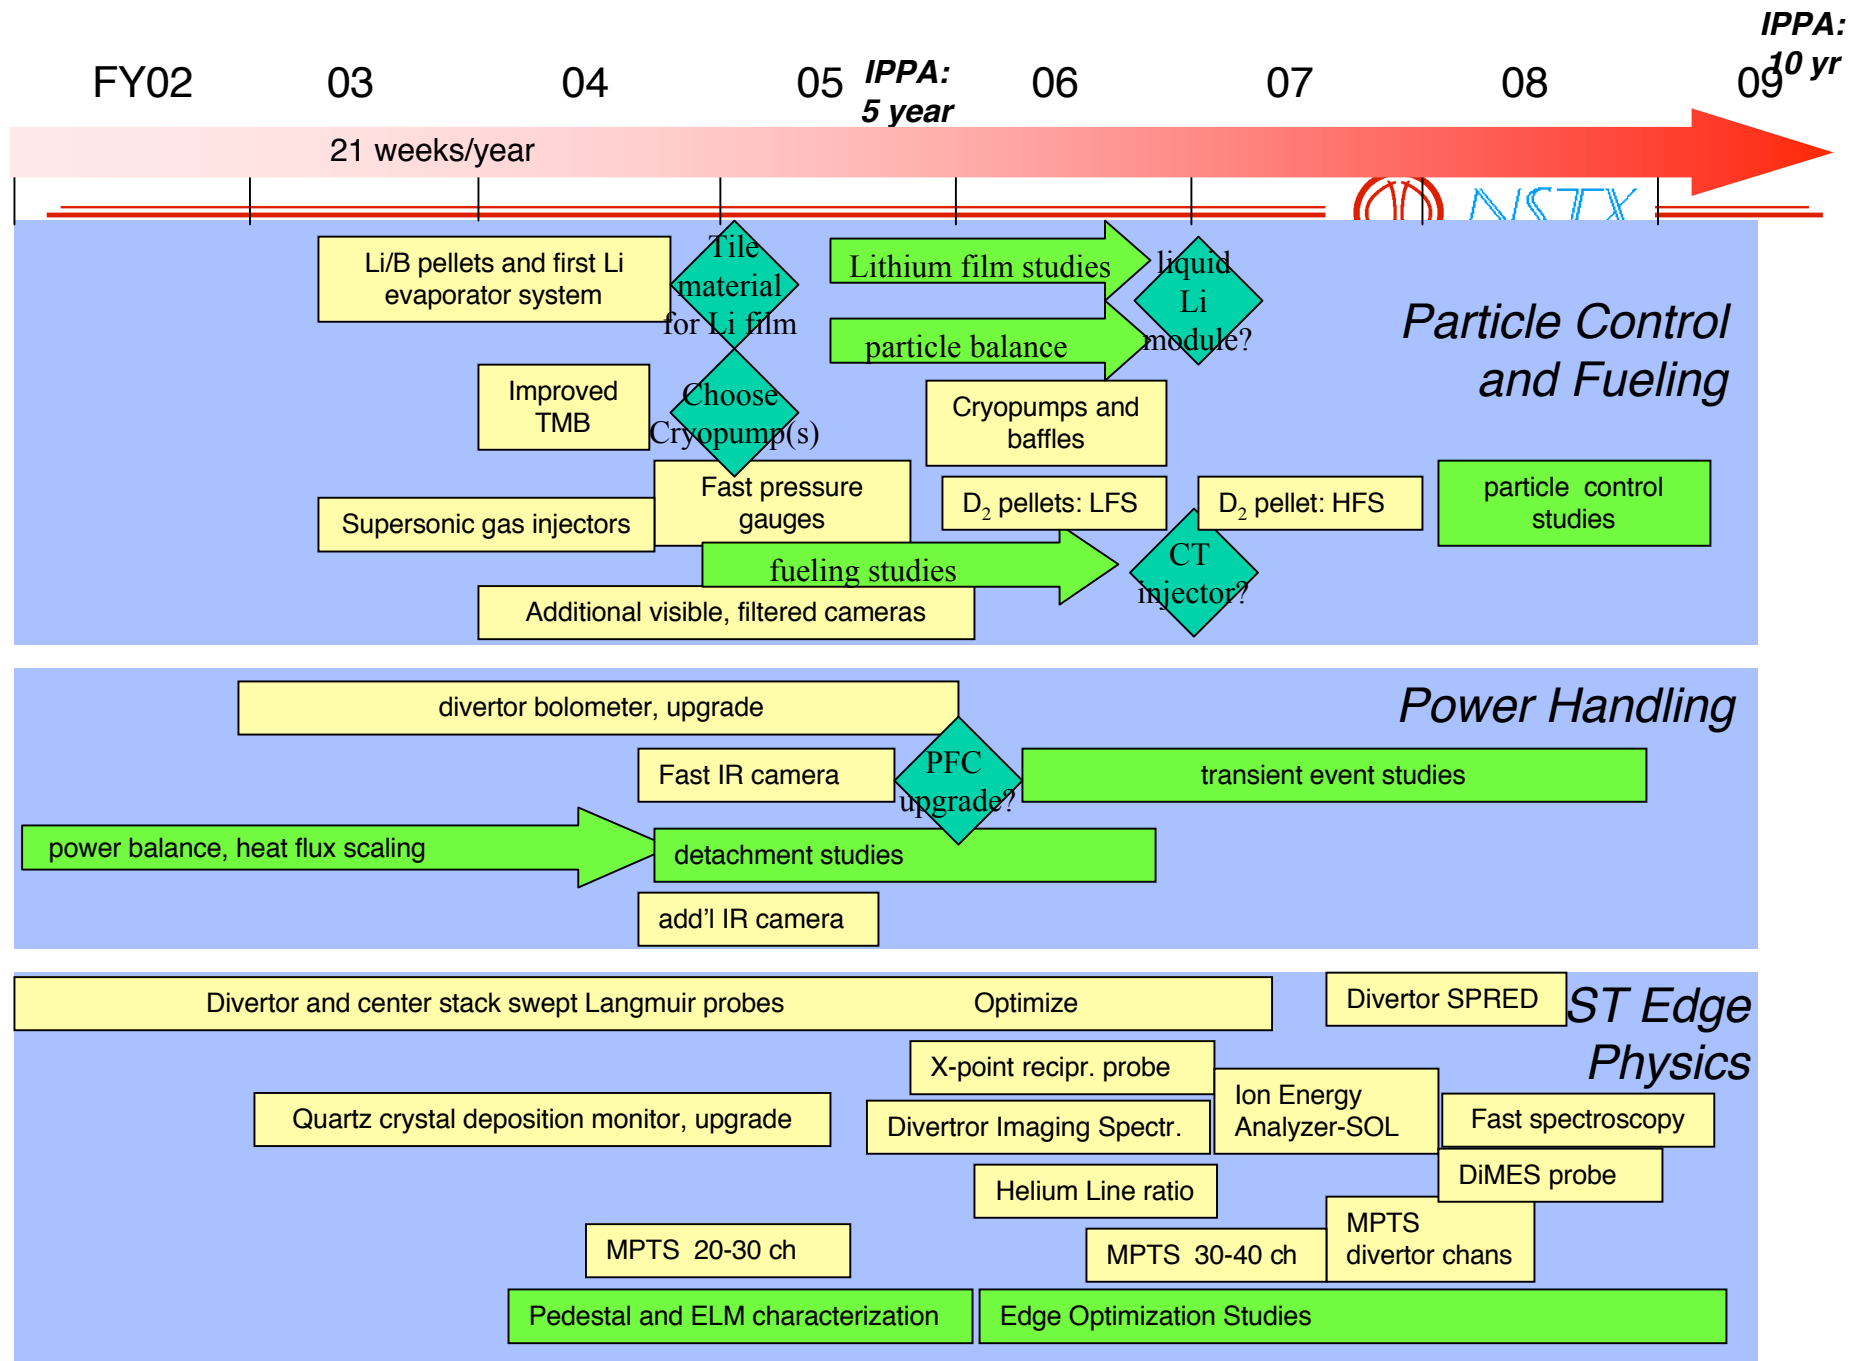 IPPA:
10 yr
FY02 03 04 05 IPPA: 06 07 08 09
5 year
21 weeks/year
NSTX
Li/B pellets and first Li
evaporator system
Tile
material
for Li film
Lithium film studies
liquid
Li
module?
particle balance
Particle Control
and Fueling
Improved
TMB
Choose
Cryopump(s)
Cryopumps and
baffles
Fast pressure
gauges
Supersonic gas injectors
D2 pellets: LFS
D2 pellet: HFS
particle control
studies
fueling studies
CT
injector?
Additional visible, filtered cameras
divertor bolometer, upgrade
Power Handling
Fast IR camera
PFC
upgrade?
transient event studies
power balance, heat flux scaling
detachment studies
add'l IR camera
Divertor and center stack swept Langmuir probes Optimize
Divertor SPRED
ST Edge
Physics
X-point recipr. probe
Ion Energy
Analyzer-SOL
Quartz crystal deposition monitor, upgrade
Divertror Imaging Spectr.
Fast spectroscopy
Helium Line ratio
DiMES probe
MPTS 20-30 ch
MPTS 30-40 ch
MPTS
divertor chans
Pedestal and ELM characterization
Edge Optimization Studies